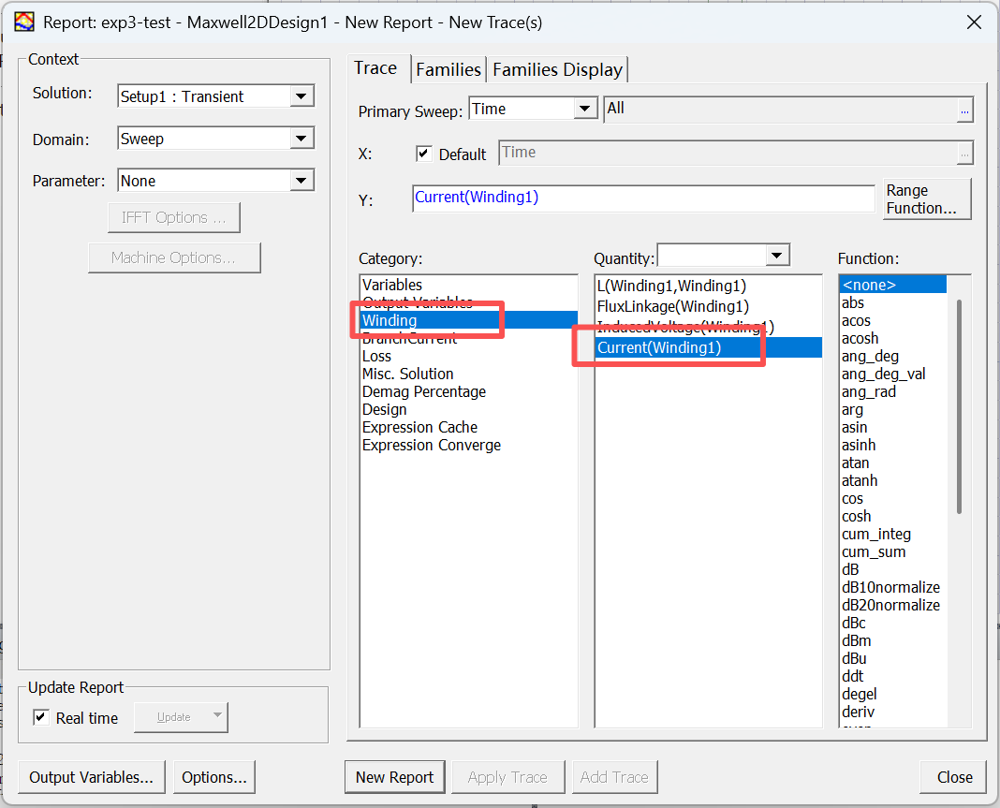 Report: exp3-test - Maxwell2DDesign1 - New Report - New Trace(s)
Context
Solution: Setup1 : Transient
Domain: Sweep
Parameter: None
IFFT Options ...
Machine Options...
Update Report
Real time Update
Output Variables... Options...
Trace Families Families Display
Primary Sweep: Time All ...
X: Default Time ...
Y: Current(Winding1) Range Function...
Category:
Variables
Output Variables
Winding
BranchCurrent
Loss
Misc. Solution
Demag Percentage
Design
Expression Cache
Expression Converge
Quantity:
L(Winding1,Winding1)
FluxLinkage(Winding1)
InducedVoltage(Winding1)
Current(Winding1)
Function:
<none>
abs
acos
acosh
ang_deg
ang_deg_val
ang_rad
arg
asin
asinh
atan
atanh
cos
cosh
cum_integ
cum_sum
dB
dB10normalize
dB20normalize
dBc
dBm
dBu
ddt
degel
deriv
New Report Apply Trace Add Trace Close